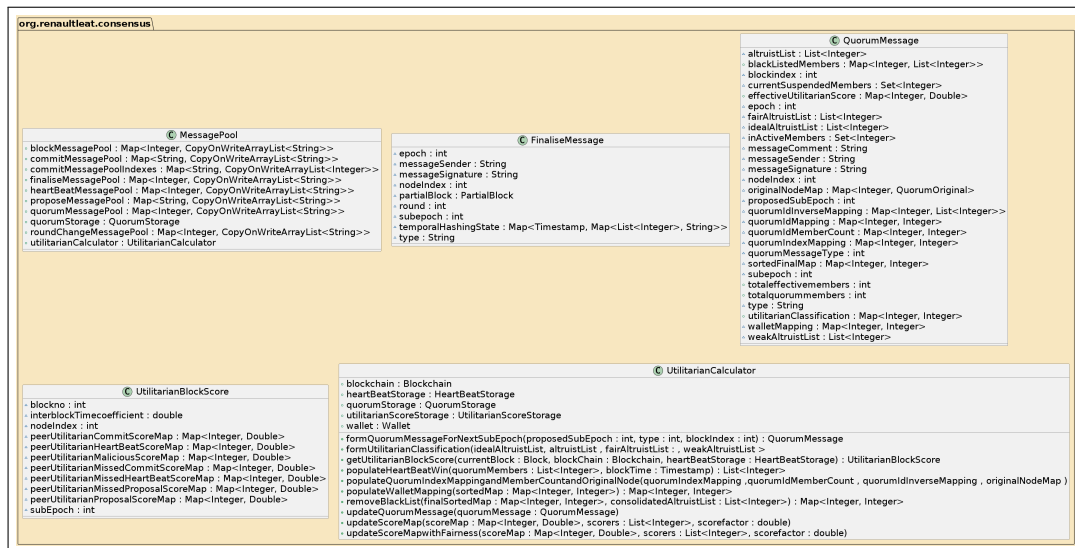 org.renaultleat.consensus
C QuorumMessage
altruistList : List<Integer>
blackListedMembers : Map<Integer, List<Integer>>
blockindex : int
currentSuspendedMembers : Set<Integer>
effectiveUtilitarianScore : Map<Integer, Double>
epoch : int
fairAltruistList : List<Integer>
idealAltruistList : List<Integer>
inActiveMembers : Set<Integer>
messageComment : String
messageSender : String
messageSignature : String
nodeIndex : int
originalNodeMap : Map<Integer, QuorumOriginal>
proposedSubEpoch : int
quorumIdInverseMapping : Map<Integer, List<Integer>>
quorumIdMapping : Map<Integer, Integer>
quorumIdMemberCount : Map<Integer, Integer>
quorumIndexMapping : Map<Integer, Integer>
quorumMessageType : int
sortedFinalMap : Map<Integer, Integer>
subepoch : int
totaleffectivemembers : int
totalquorummembers : int
type : String
utilitarianClassification : Map<Integer, Integer>
walletMapping : Map<Integer, Integer>
weakAltruistList : List<Integer>
C MessagePool
blockMessagePool : Map<Integer, CopyOnWriteArrayList<String>>
commitMessagePool : Map<String, CopyOnWriteArrayList<String>>
commitMessagePoolIndexes : Map<String, CopyOnWriteArrayList<Integer>>
finaliseMessagePool : Map<Integer, CopyOnWriteArrayList<String>>
heartBeatMessagePool : Map<Integer, CopyOnWriteArrayList<String>>
proposeMessagePool : Map<String, CopyOnWriteArrayList<String>>
quorumMessagePool : Map<Integer, CopyOnWriteArrayList<String>>
quorumStorage : QuorumStorage
roundChangeMessagePool : Map<Integer, CopyOnWriteArrayList<String>>
utilitarianCalculator : UtilitarianCalculator
C FinaliseMessage
epoch : int
messageSender : String
messageSignature : String
nodeIndex : int
partialBlock : PartialBlock
round : int
subepoch : int
temporalHashingState : Map<Timestamp, Map<List<Integer>, String>>
type : String
C UtilitarianBlockScore
blockno : int
interblockTimecoefficient : double
nodeIndex : int
peerUtilitarianCommitScoreMap : Map<Integer, Double>
peerUtilitarianHeartBeatScoreMap : Map<Integer, Double>
peerUtilitarianMaliciousScoreMap : Map<Integer, Double>
peerUtilitarianMissedCommitScoreMap : Map<Integer, Double>
peerUtilitarianMissedHeartBeatScoreMap : Map<Integer, Double>
peerUtilitarianMissedProposalScoreMap : Map<Integer, Double>
peerUtilitarianProposalScoreMap : Map<Integer, Double>
subEpoch : int
C UtilitarianCalculator
blockchain : Blockchain
heartBeatStorage : HeartBeatStorage
quorumStorage : QuorumStorage
utilitarianScoreStorage : UtilitarianScoreStorage
wallet : Wallet
formQuorumMessageForNextSubEpoch(proposedSubEpoch : int, type : int, blockIndex : int) : QuorumMessage
formUtilitarianClassification(idealAltruistList, altruistList , fairAltruistList : , weakAltruistList >
getUtilitarianBlockScore(currentBlock : Block, blockChain : Blockchain, heartBeatStorage : HeartBeatStorage) : UtilitarianBlockScore
populateHeartBeatWin(quorumMembers : List<Integer>, blockTime : Timestamp) : List<Integer>
populateQuorumIndexMappingandMemberCountandOriginalNode(quorumIndexMapping ,quorumIdMemberCount , quorumIdInverseMapping , originalNodeMap )
populateWalletMapping(sortedMap : Map<Integer, Integer>) : Map<Integer, Integer>
removeBlackList(finalSortedMap : Map<Integer, Integer>, consolidatedAltruistList : List<Integer>) : Map<Integer, Integer>
updateQuorumMessage(quorumMessage : QuorumMessage)
updateScoreMap(scoreMap : Map<Integer, Double>, scorers : List<Integer>, scorefactor : double)
updateScoreMapwithFairness(scoreMap : Map<Integer, Double>, scorers : List<Integer>, scorefactor : double)